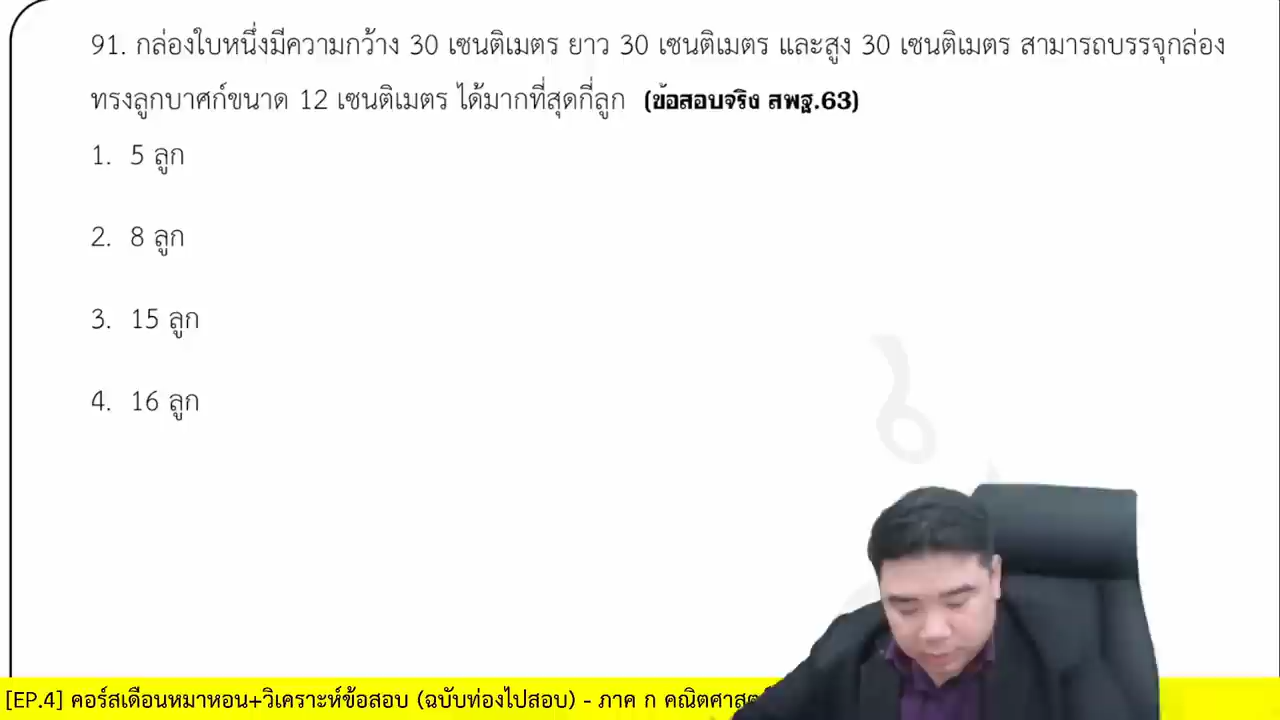 91. กล่องใบหนึ่งมีความกว้าง 30 เซนติเมตร ยาว 30 เซนติเมตร และสูง 30 เซนติเมตร สามารถบรรจุกล่อง
ทรงลูกบาศก์ขนาด 12 เซนติเมตร ได้มากที่สุดกี่ลูก (ข้อสอบจริง สพฐ.63)
1. 5 ลูก
2. 8 ลูก
3. 15 ลูก
4. 16 ลูก
[EP.4] คอร์สเดือนหมาหอน+วิเคราะห์ข้อสอบ (ฉบับท่องไปสอบ) - ภาค ก